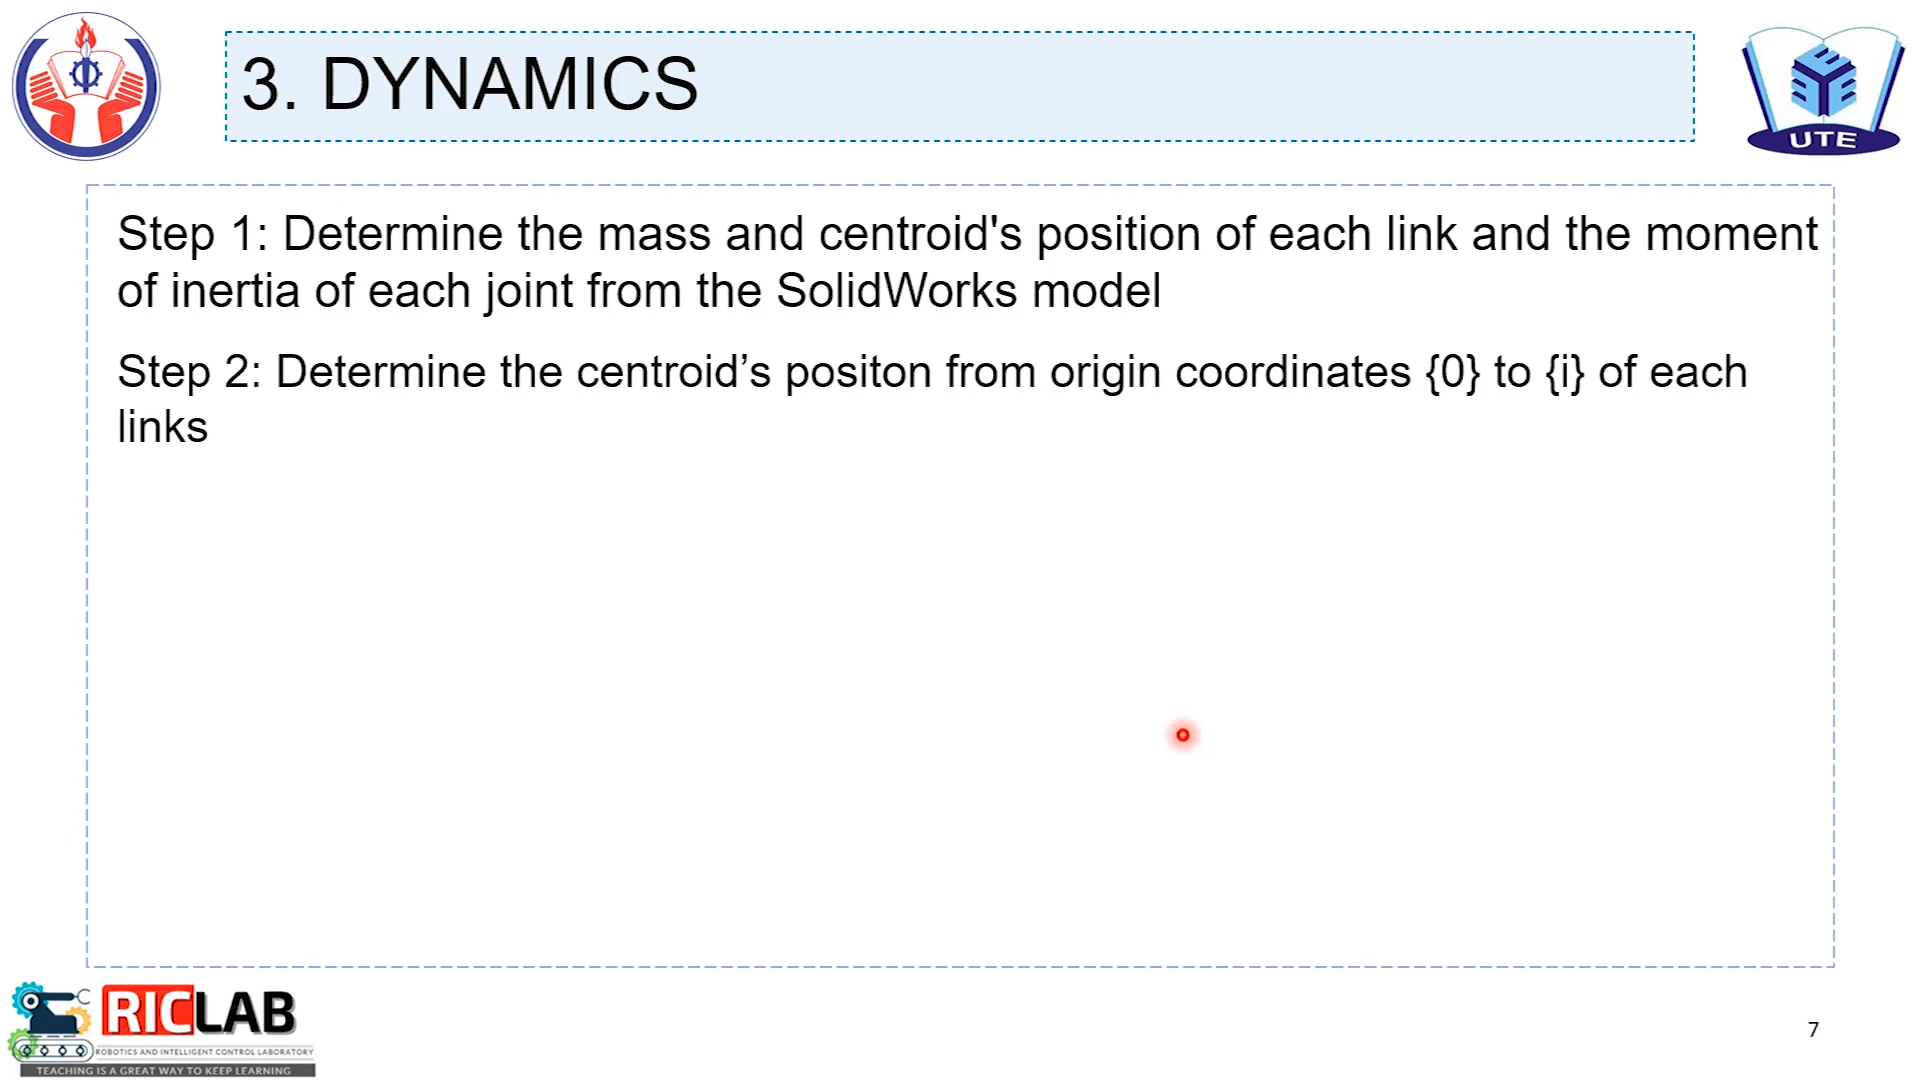 3. DYNAMICS
UTE
Step 1: Determine the mass and centroid's position of each link and the moment
of inertia of each joint from the SolidWorks model
Step 2: Determine the centroid’s positon from origin coordinates {0} to {i} of each
links
RICLAB
ROBOTICS AND INTELLIGENT CONTROL LABORATORY
TEACHING IS A GREAT WAY TO KEEP LEARNING
7